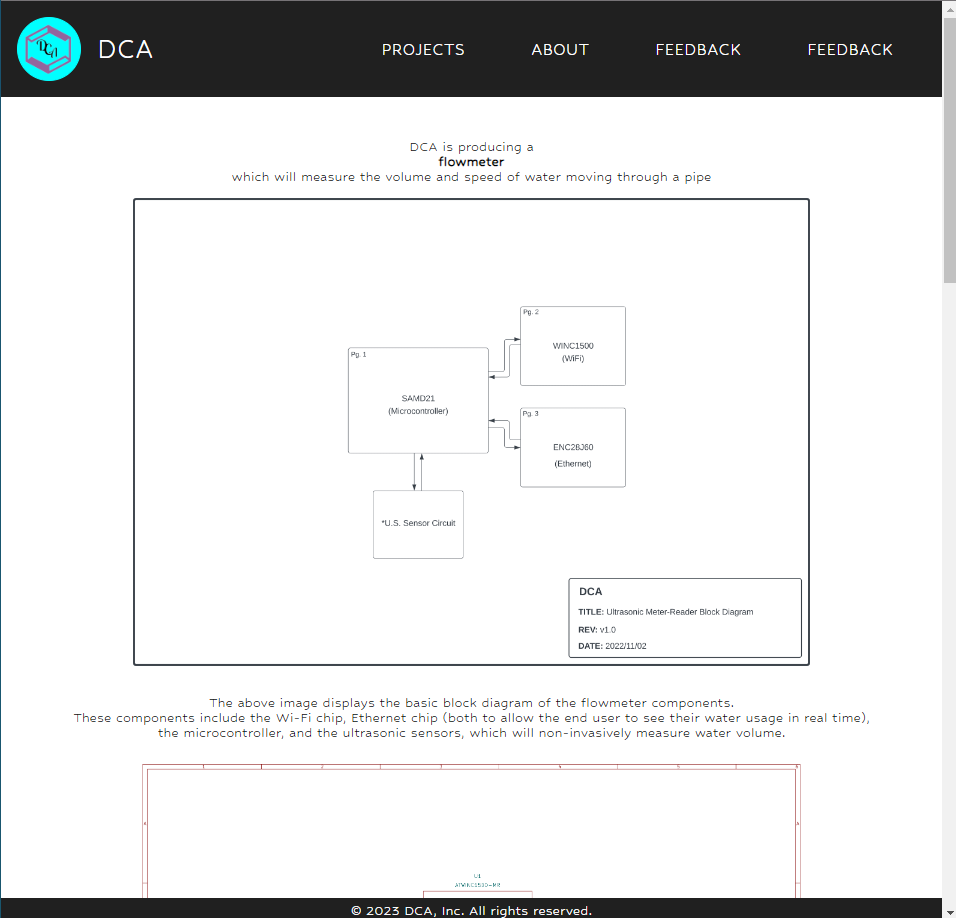 DCA
DCA
PROJECTS ABOUT FEEDBACK FEEDBACK
DCA is producing a
flowmeter
which will measure the volume and speed of water moving through a pipe
Pg. 2
WINC1500
(WiFi)
Pg. 1
SAMD21
(Microcontroller)
Pg. 3
ENC28J60
(Ethernet)
*U.S. Sensor Circuit
DCA
TITLE: Ultrasonic Meter-Reader Block Diagram
REV: v1.0
DATE: 2022/11/02
The above image displays the basic block diagram of the flowmeter components.
These components include the Wi-Fi chip, Ethernet chip (both to allow the end user to see their water usage in real time),
the microcontroller, and the ultrasonic sensors, which will non-invasively measure water volume.
A A
U1
© 2023 DCA, Inc. All rights reserved.